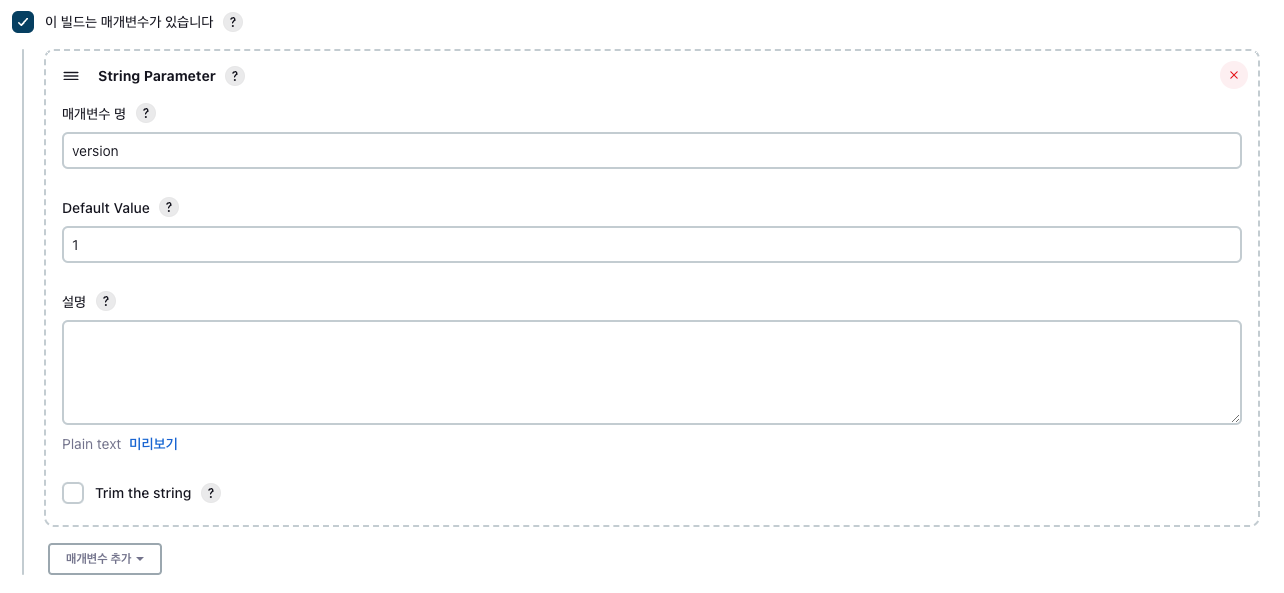 이 빌드는 매개변수가 있습니다 ?
String Parameter ?
매개변수 명 ?
version
Default Value ?
1
설명 ?
Plain text 미리보기
Trim the string ?
매개변수 추가